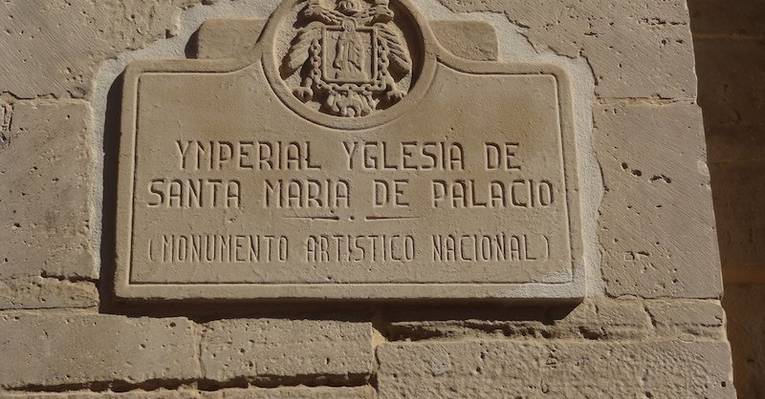 YMPERIAL YGLESIA DE
SANTA MARIA DE PALACIO
(MONUMENTO ARTISTICO NACIONAL)